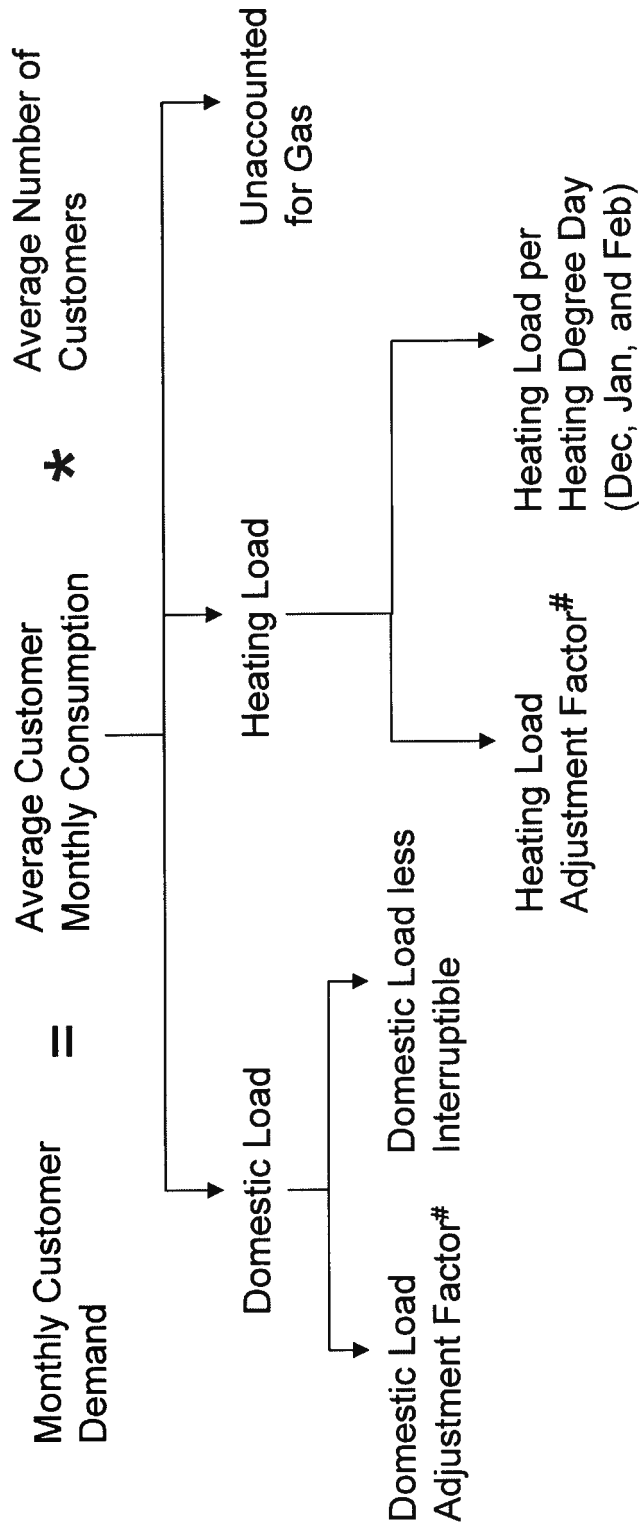 Monthly Customer
Demand
=
Average Customer
Monthly Consumption
*
Average Number of
Customers
Domestic Load
Heating Load
Unaccounted
for Gas
Domestic Load
Adjustment Factor#
Domestic Load less
Interruptible
Heating Load
Adjustment Factor#
Heating Load per
Heating Degree Day
(Dec, Jan, and Feb)